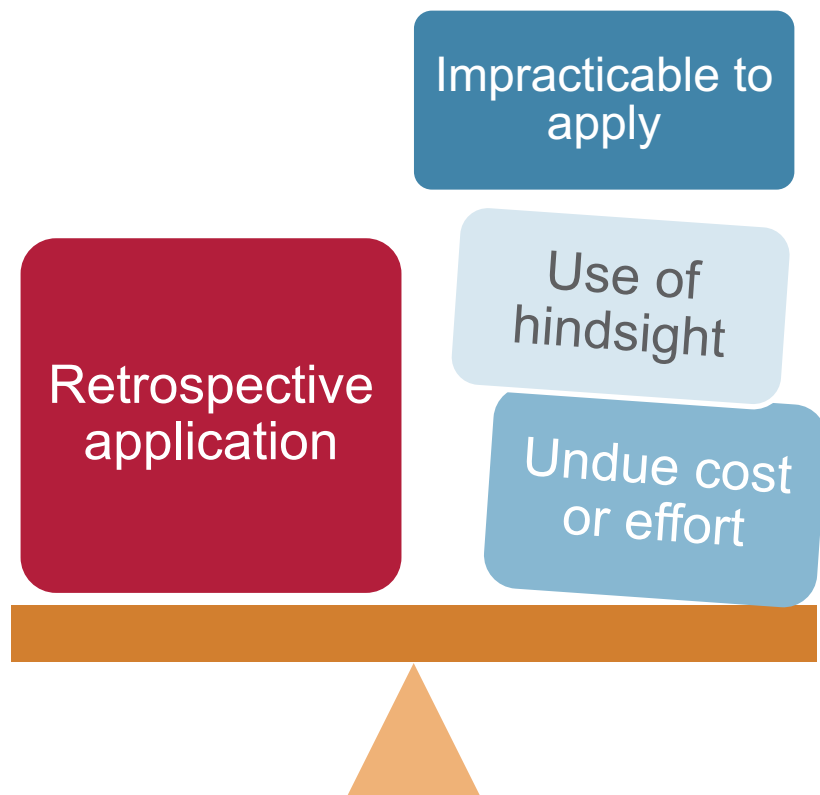 Impracticable to
apply
Use of
hindsight
Retrospective
application
Undue cost
or effort